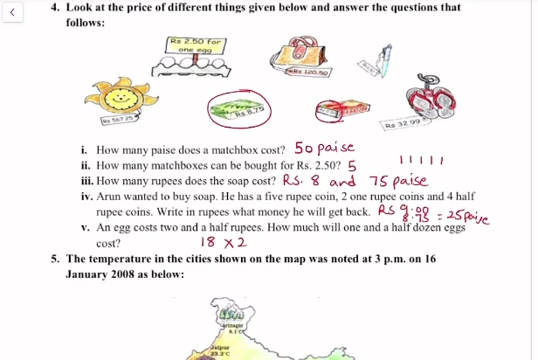 4. Look at the price of different things given below and answer the questions that
follows:
Rs 2.50 for
one egg
Rs 120.50
Rs 567.25
Rs 8.75
Rs 32.99
i. How many paise does a matchbox cost? 50 paise
ii. How many matchboxes can be bought for Rs. 2.50? 5
iii. How many rupees does the soap cost? Rs. 8 and 75 paise
iv. Arun wanted to buy soap. He has a five rupee coin, 2 one rupee coins and 4 half
rupee coins. Write in rupees what money he will get back. Rs 9.00
8.75 = 25 paise
v. An egg costs two and a half rupees. How much will one and a half dozen eggs
cost? 18 × 2
5. The temperature in the cities shown on the map was noted at 3 p.m. on 16
January 2008 as below:
Srinagar
Jaipur
23.2°C